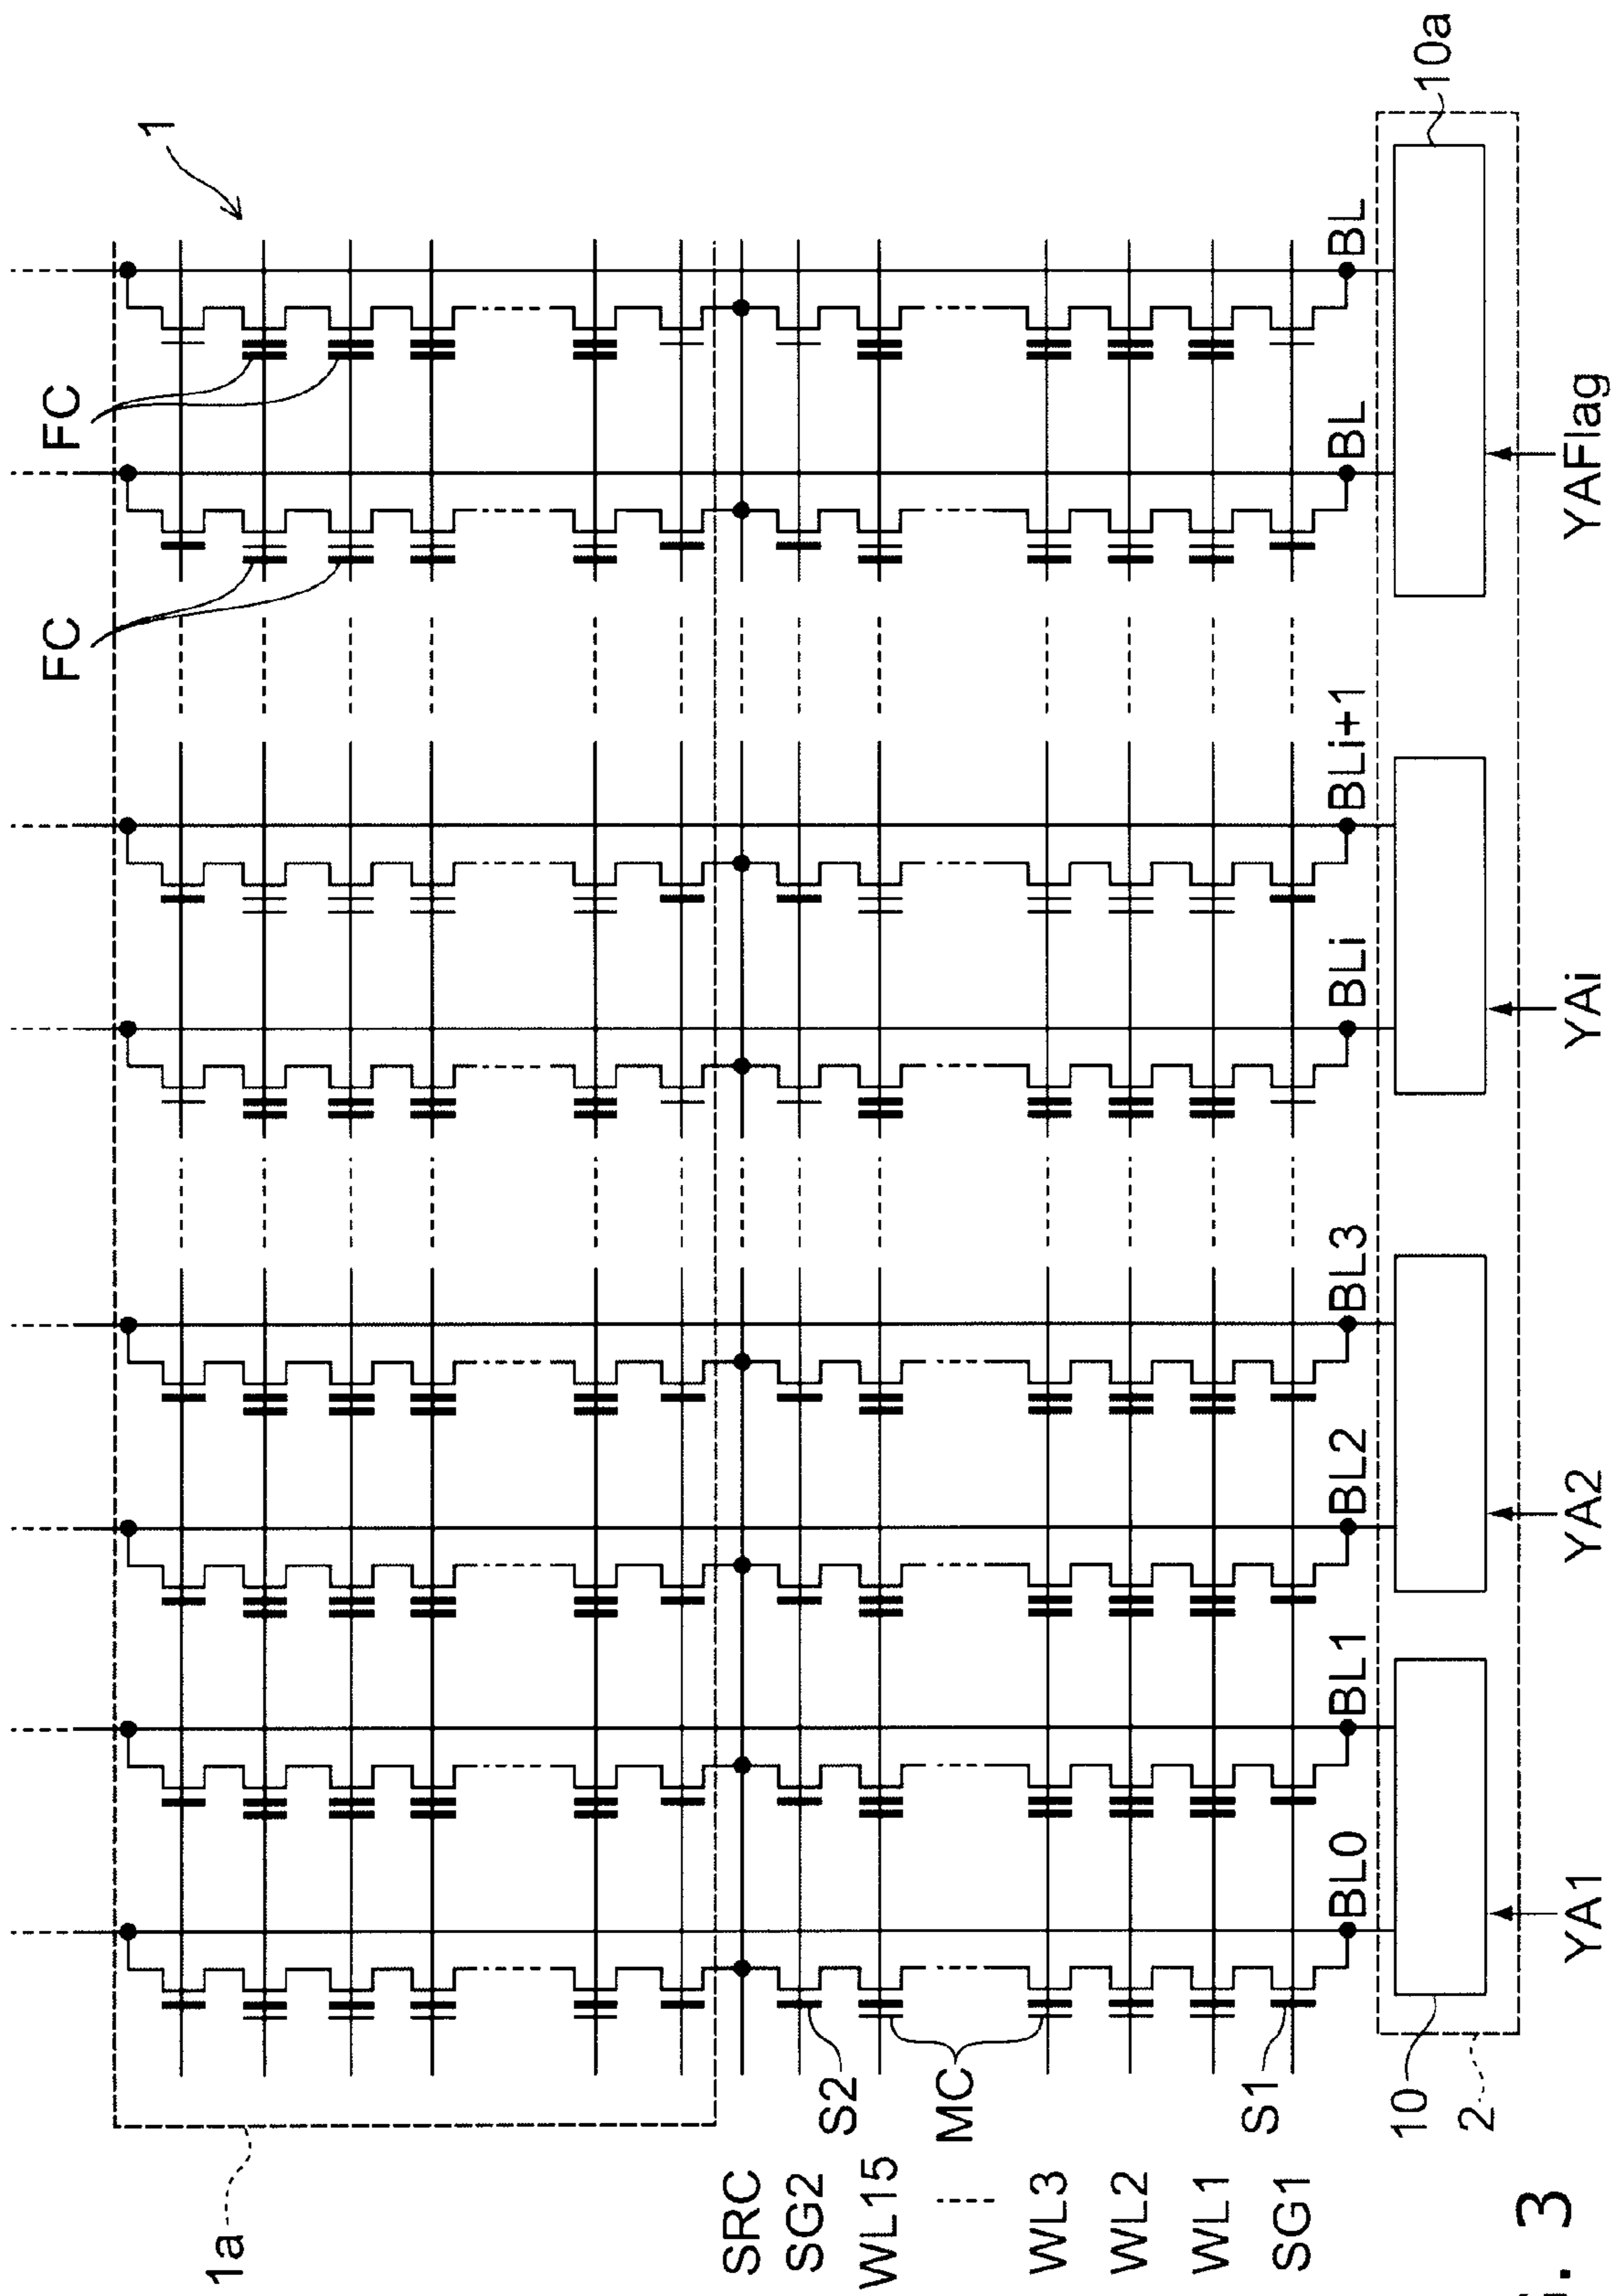 1
FC
FC
1a
SRC
SG2
WL15
WL3
WL2
WL1
SG1
S2
MC
S1
BL0
BL1
BL2
BL3
BLi
BLi+1
BL
BL
10
2
10a
YA1
YA2
YAi
YAFlag
. 3